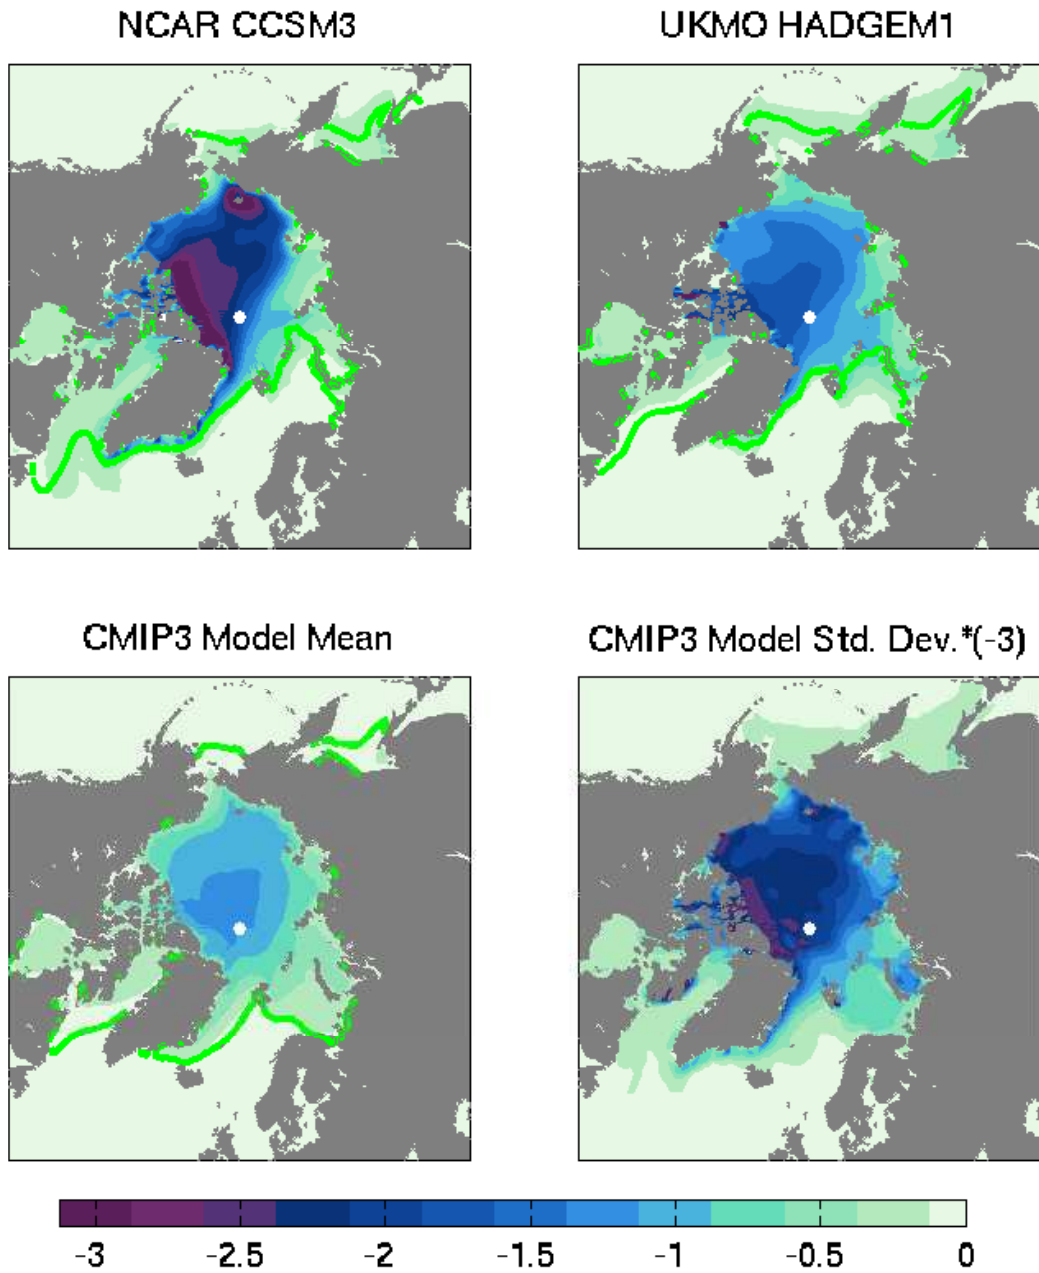 NCAR CCSM3 UKMO HADGEM1
CMIP3 Model Mean CMIP3 Model Std. Dev.*(-3)
-3 -2.5 -2 -1.5 -1 -0.5 0